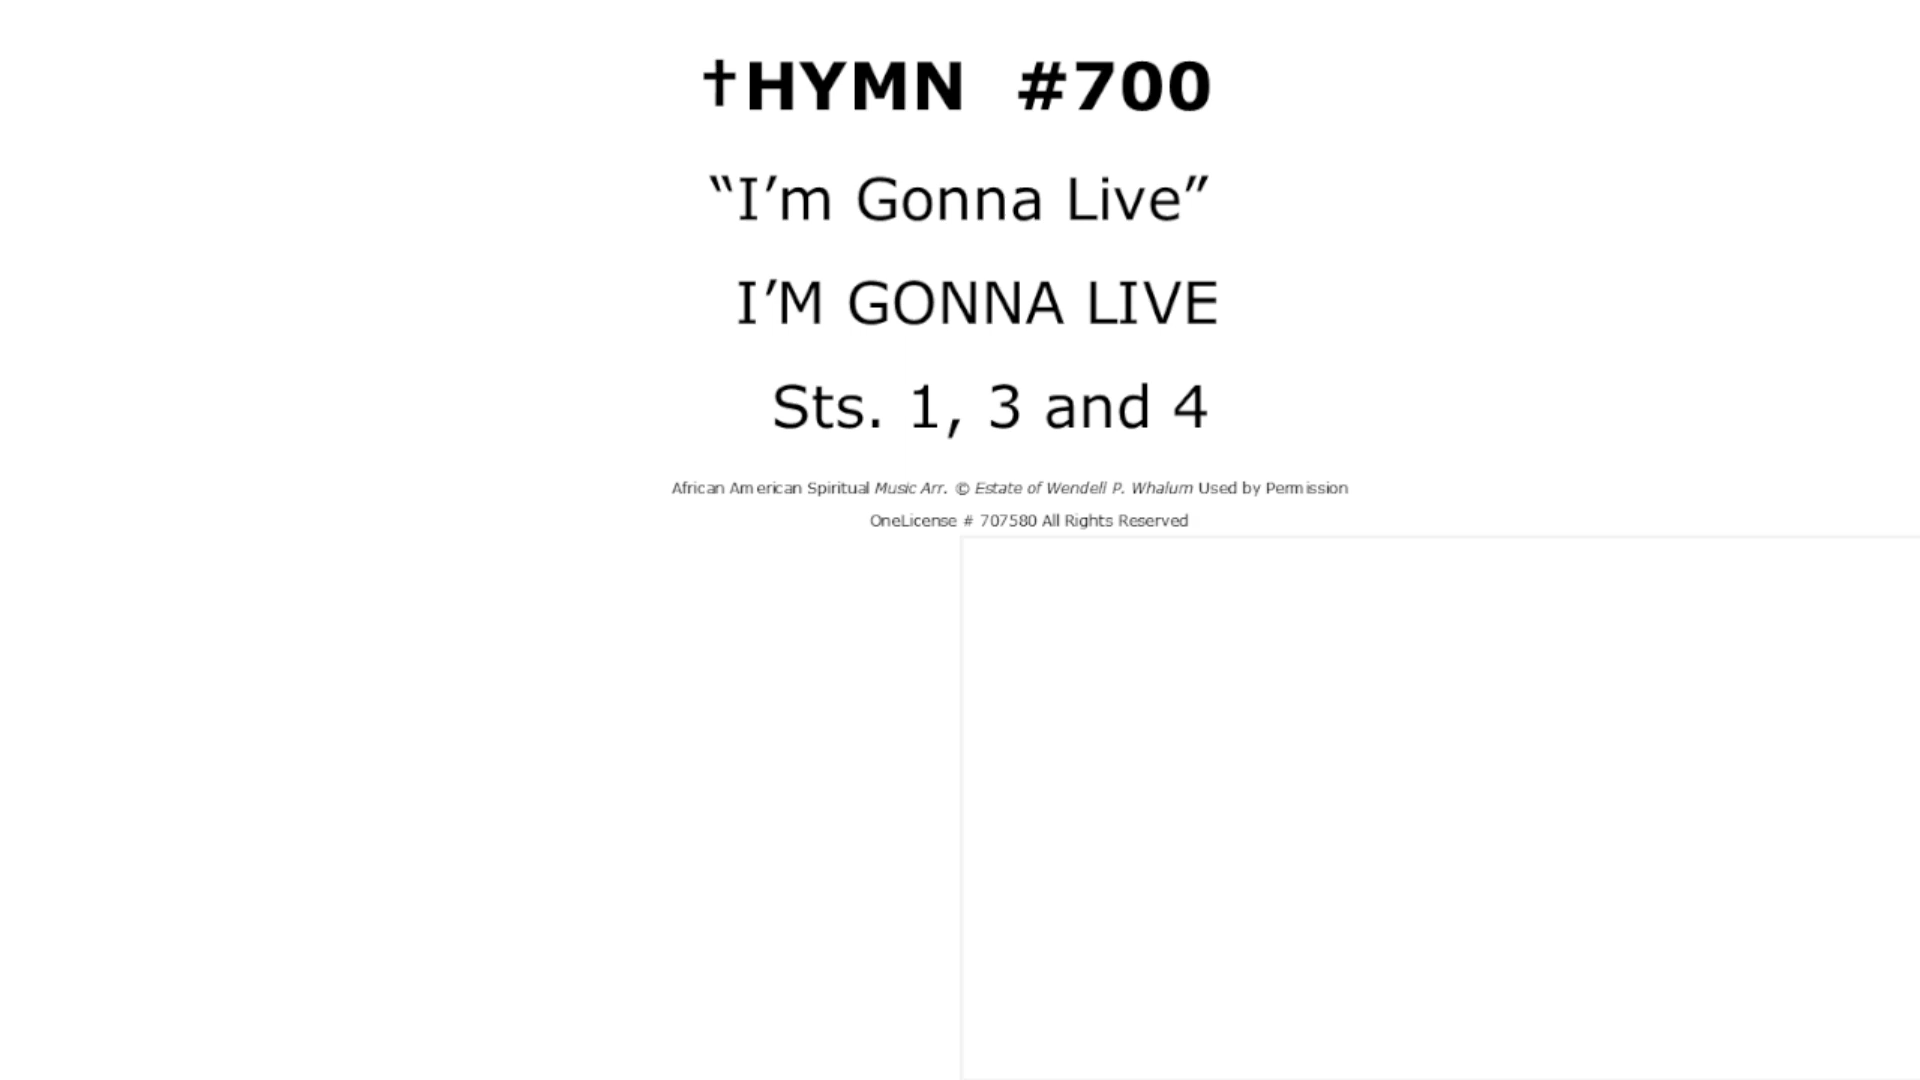 †HYMN  #700
“I’m Gonna Live”
I’M GONNA LIVE
Sts. 1, 3 and 4
African American Spiritual Music Arr. © Estate of Wendell P. Whalum Used by Permission
OneLicense # 707580 All Rights Reserved